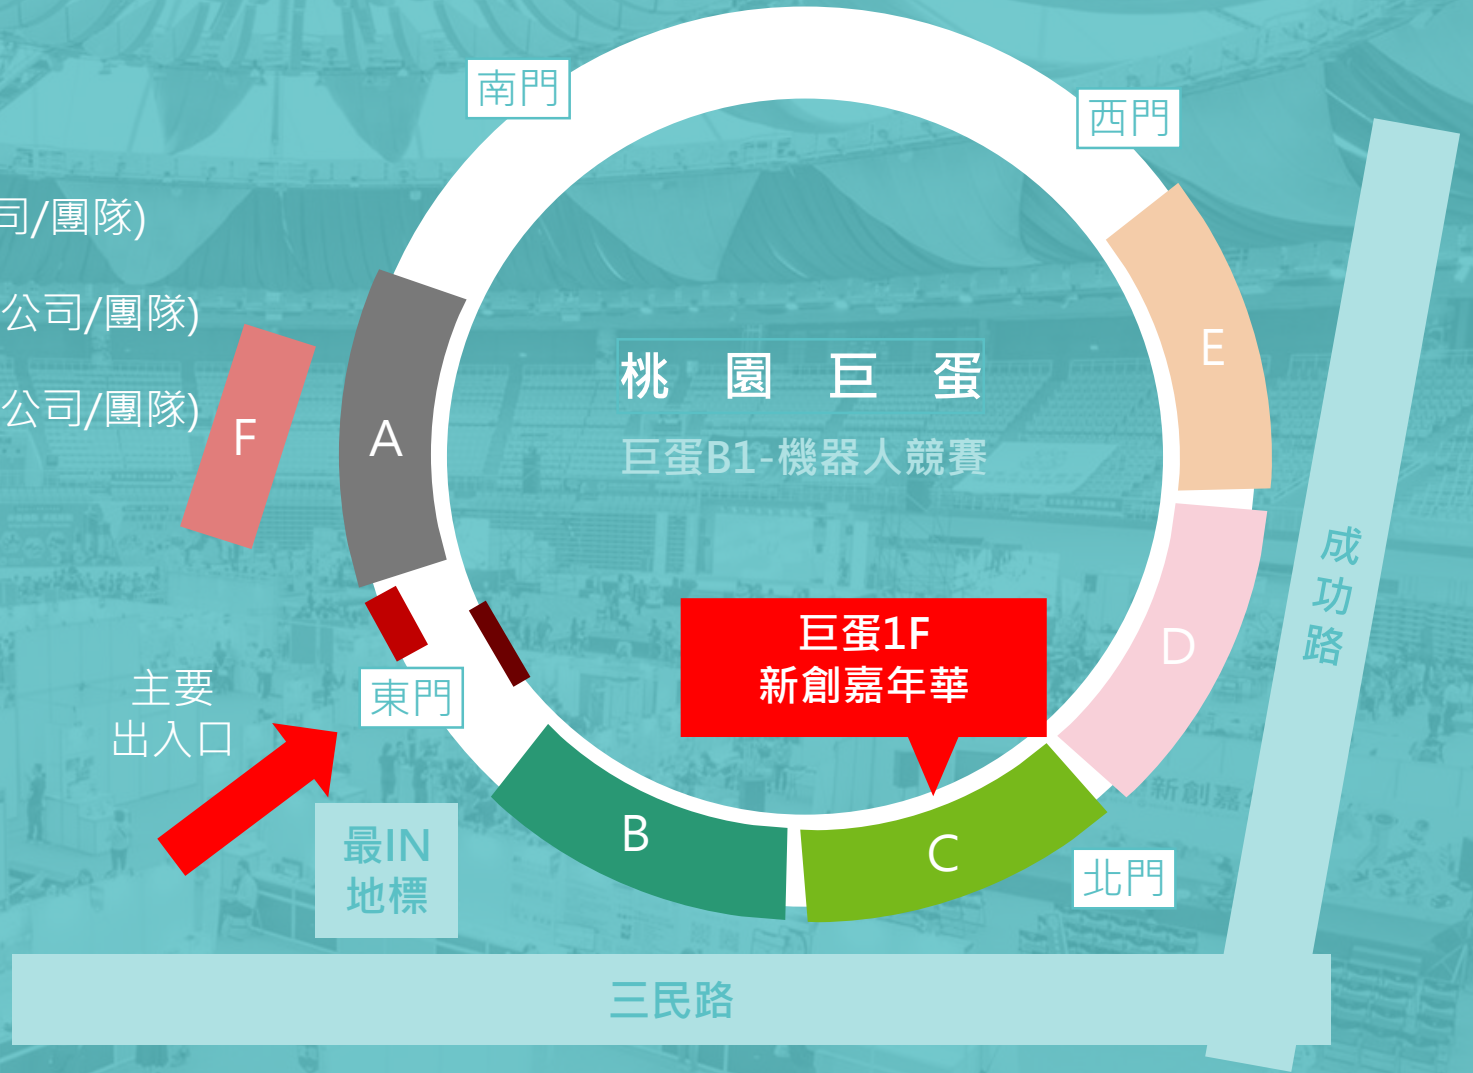 南門
西門
司/團隊)
公司/團隊)
公司/團隊)
F
A
E
桃園巨蛋
巨蛋B1-機器人競賽
成功路
巨蛋1F
新創嘉年華
D
主要
出入口
東門
最IN
地標
B
C
北門
新創嘉
三民路